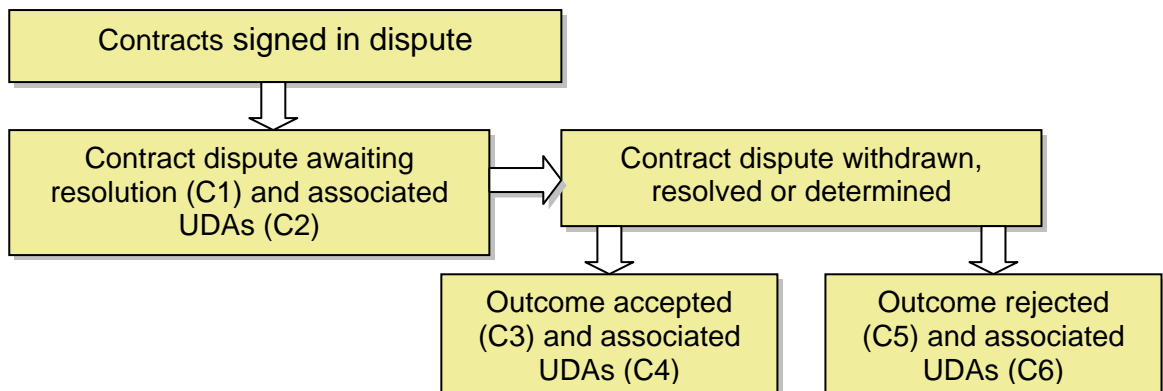 Contracts signed in dispute
Contract dispute awaiting
resolution (C1) and associated
UDAs (C2)
Contract dispute withdrawn,
resolved or determined
Outcome accepted
(C3) and associated
UDAs (C4)
Outcome rejected
(C5) and associated
UDAs (C6)